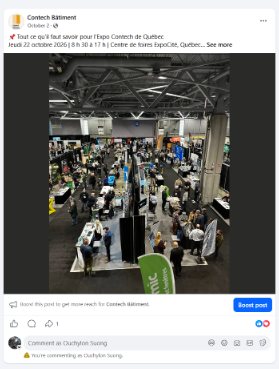 Contech Bâtiment
October 2
📌 Tout ce qu'il faut savoir pour l'Expo Contech de Québec
Jeudi 22 octobre 2026 | 8 h 30 à 17 h | Centre de foires ExpoCité, Québec... See more
Boost this post to get more reach for Contech Bâtiment.
Boost post
1
Comment as Ouchyfon Suong
You're commenting as Ouchyfon Suong.